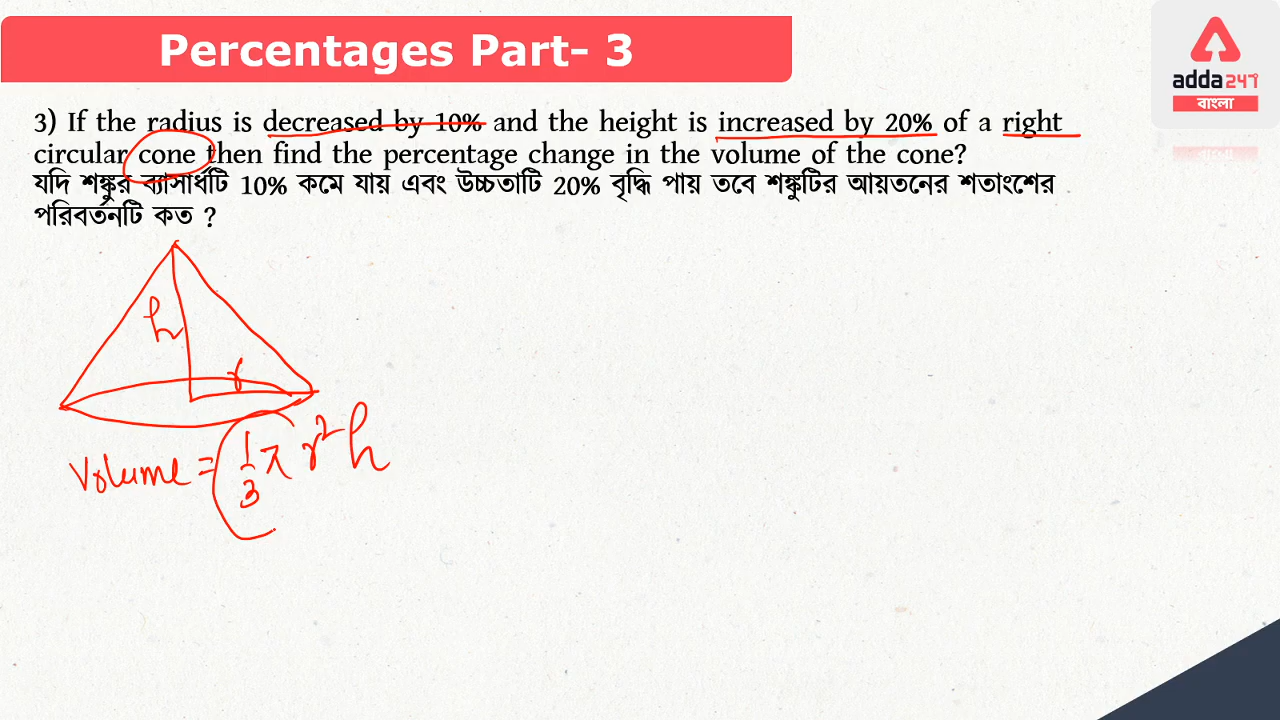 Percentages Part- 3
adda247
বাংলা
3) If the radius is decreased by 10% and the height is increased by 20% of a right
circular cone then find the percentage change in the volume of the cone?
যদি শঙ্কুর ব্যাসার্ধটি 10% কমে যায় এবং উচ্চতাটি 20% বৃদ্ধি পায় তবে শঙ্কুটির আয়তনের শতাংশের
পরিবর্তনটি কত ?
h
r
Volume = 1/3 π r² h